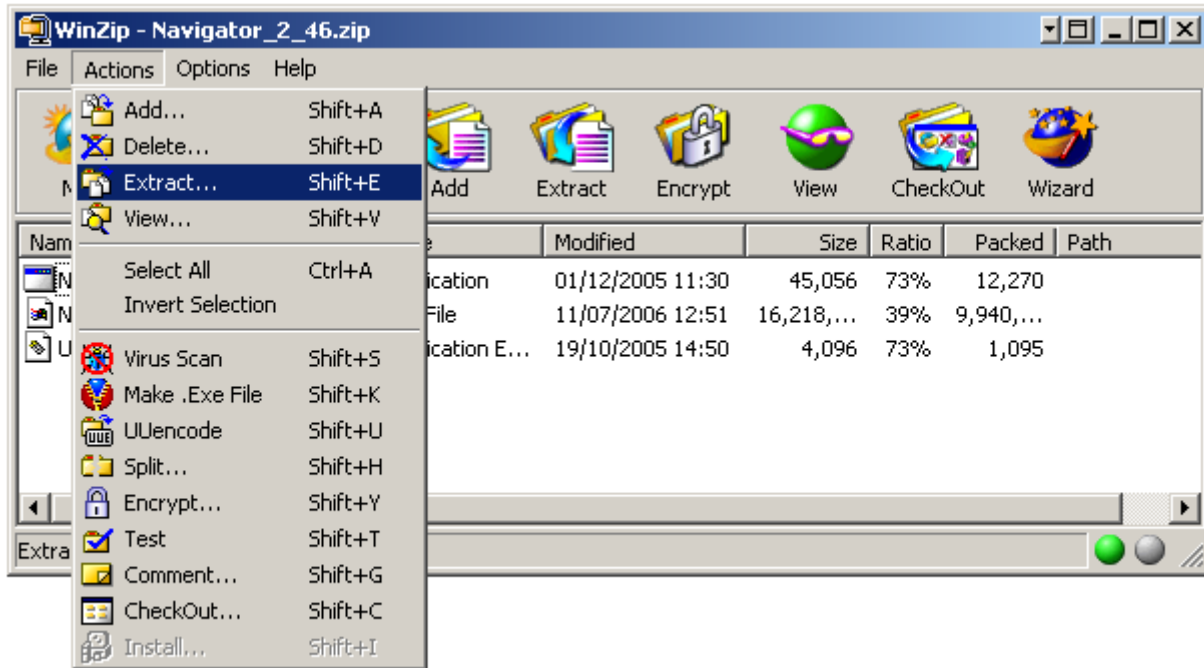 WinZip - Navigator_2_46.zip
File Actions Options Help
Add... Shift+A
Delete... Shift+D
Extract... Shift+E
View... Shift+V
Select All Ctrl+A
Invert Selection
Virus Scan Shift+S
Make .Exe File Shift+K
UUencode Shift+U
Split... Shift+H
Encrypt... Shift+Y
Test Shift+T
Comment... Shift+G
CheckOut... Shift+C
Install... Shift+I
Add Extract Encrypt View CheckOut Wizard
Modified Size Ratio Packed Path
01/12/2005 11:30 45,056 73% 12,270
File 11/07/2006 12:51 16,218,... 39% 9,940,...
E... 19/10/2005 14:50 4,096 73% 1,095